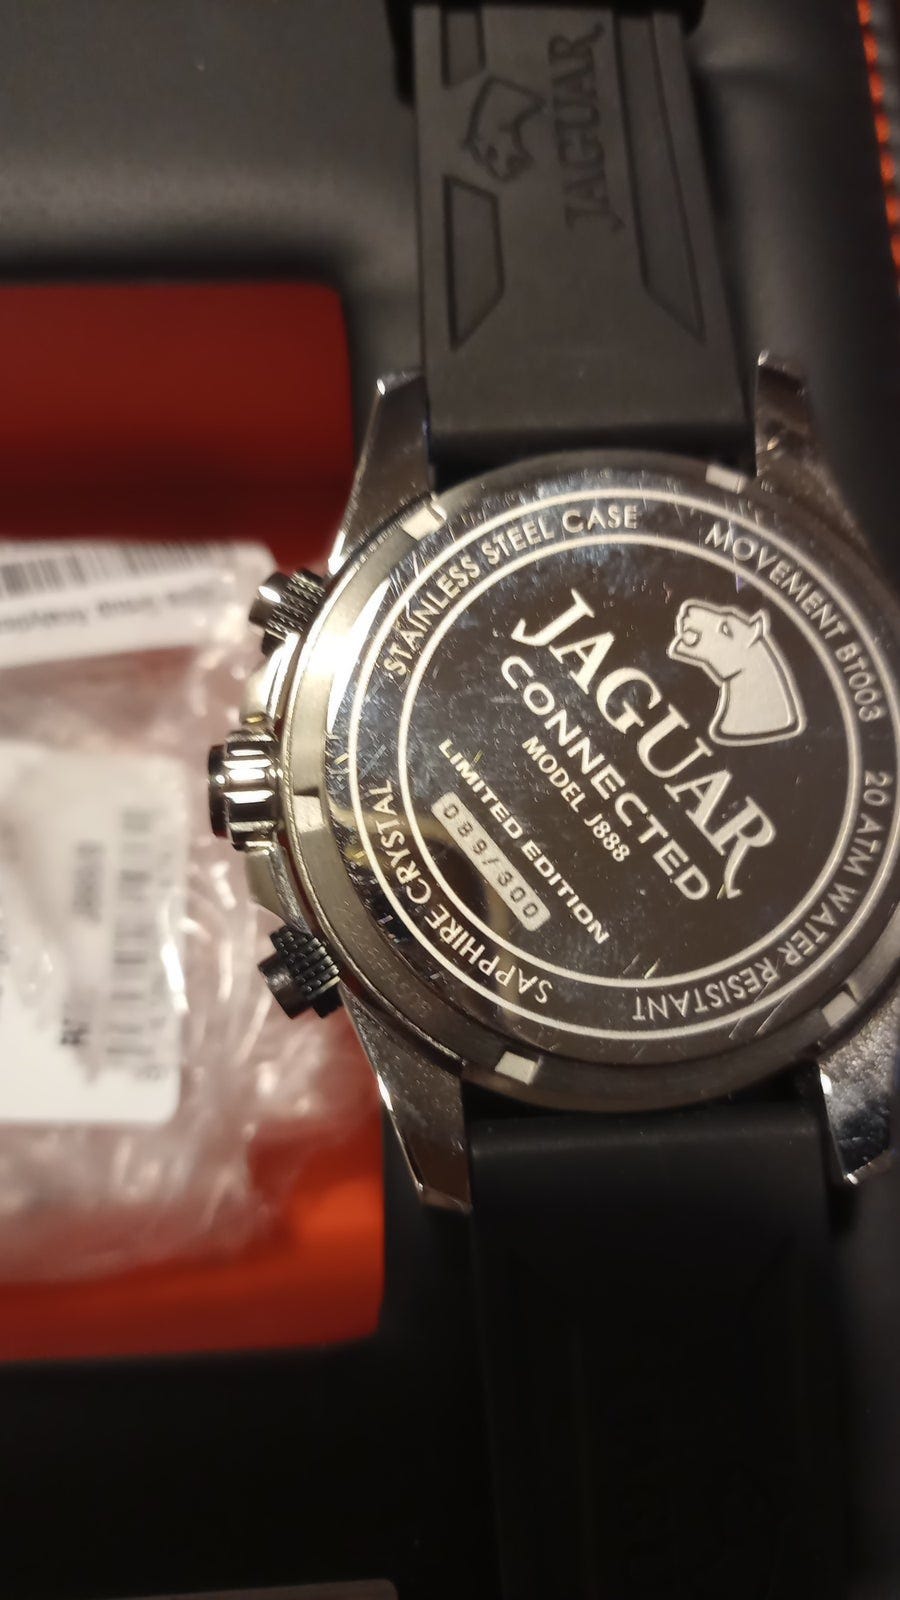 JAGUAR
STAINLESS STEEL CASE
MOVEMENT BT003
20 ATM WATER RESISTANT
SAPPHIRE CRYSTAL
JAGUAR
CONNECTED
MODEL J888
LIMITED EDITION
089/300